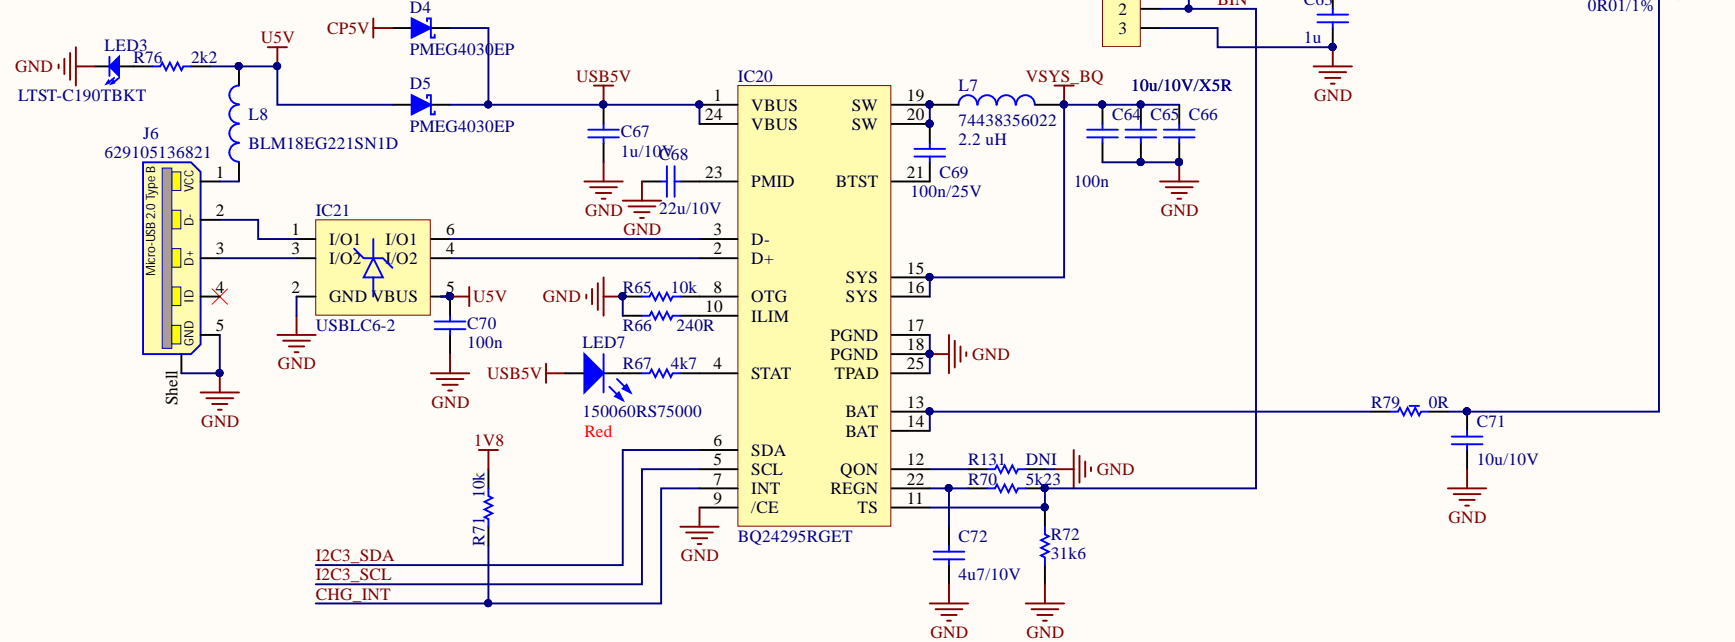 D4
BIN
2
3
0R01/1%
CP5V
PMEG4030EP
1u
GND
U5V
LED3
R76
2k2
GND
LTST-C190TBKT
D5
PMEG4030EP
USB5V
IC20
L7
VSYS_BQ
10u/10V/X5R
L8
BLM18EG221SN1D
J6
629105136821
1
24
VBUS
VBUS
SW
SW
19
20
74438356022
2.2 uH
C64
C65
C66
C67
1u/10V
C68
22u/10V
GND
GND
23
PMID
BTST
21
C69
100n/25V
100n
GND
Micro-USB 2.0 Type B
VCC
D-
D+
ID
GND
1
2
3
4
5
Shell
GND
IC21
1
3
2
I/O1
I/O2
GND
I/O1
I/O2
VBUS
6
4
5
USBLC6-2
GND
U5V
C70
100n
GND
3
2
D-
D+
SYS
SYS
15
16
GND
R65
10k
8
OTG
R66
240R
10
ILIM
PGND
PGND
TPAD
17
18
25
GND
LED7
USB5V
R67
4k7
4
STAT
150060RS75000
Red
BAT
BAT
13
14
R79
0R
C71
10u/10V
GND
1V8
R71
10k
6
5
7
9
SDA
SCL
INT
/CE
GND
QON
REGN
TS
12
22
11
R131
DNI
GND
R70
5k23
BQ24295RGET
C72
4u7/10V
GND
R72
31k6
GND
I2C3_SDA
I2C3_SCL
CHG_INT